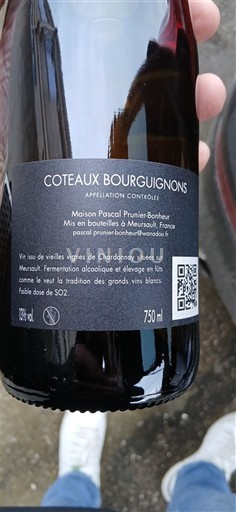 COTEAUX BOURGUIGNONS
APPELLATION CONTRÔLÉE
Maison Pascal Prunier-Bonheur
Mis en bouteilles à Meursault, France
pascal.prunier-bonheur@wanadoo.fr
VINIOU
Vin issu de vieilles vignes de Chardonnay situées sur
Meursault. Fermentation alcoolique et élevage en fûts
comme le veut la tradition des grands vins blancs.
Faible dose de SO2.
13% vol. 750 ml